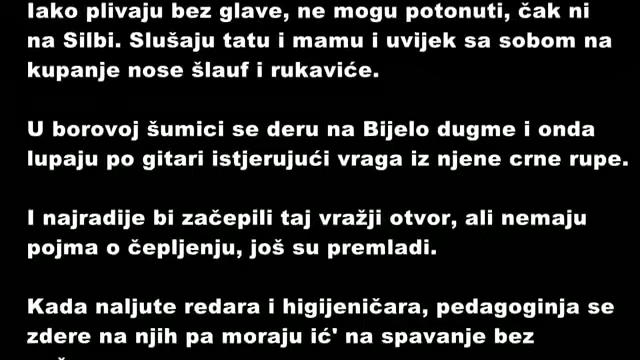 Iako plivaju bez glave, ne mogu potonuti, čak ni
na Silbi. Slušaju tatu i mamu i uvijek sa sobom na
kupanje nose šlauf i rukaviće.
U borovoj šumici se deru na Bijelo dugme i onda
lupaju po gitari istjerujući vraga iz njene crne rupe.
I najradije bi začepili taj vražji otvor, ali nemaju
pojma o čepljenju, još su premladi.
Kada naljute redara i higijeničara, pedagoginja se
zdere na njih pa moraju ić' na spavanje bez